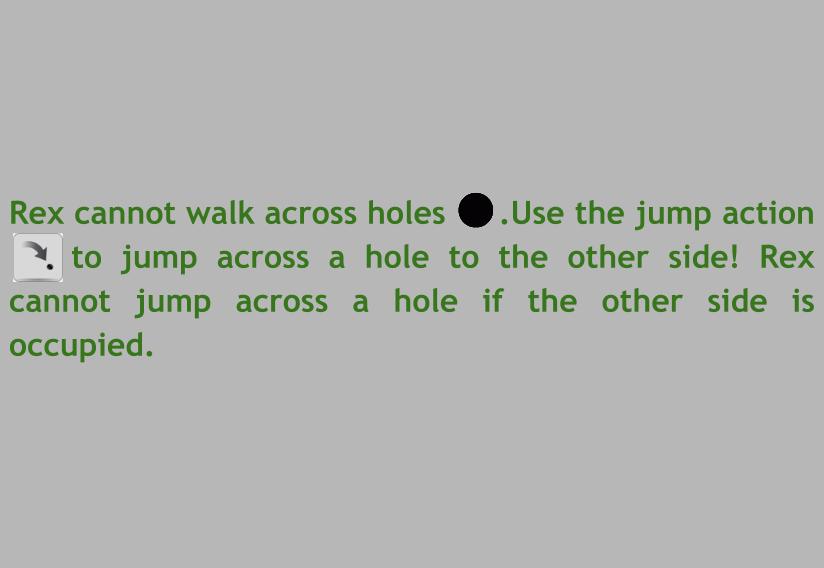 Rex cannot walk across holes .Use the jump action
to jump across a hole to the other side! Rex
cannot jump across a hole if the other side is
occupied.